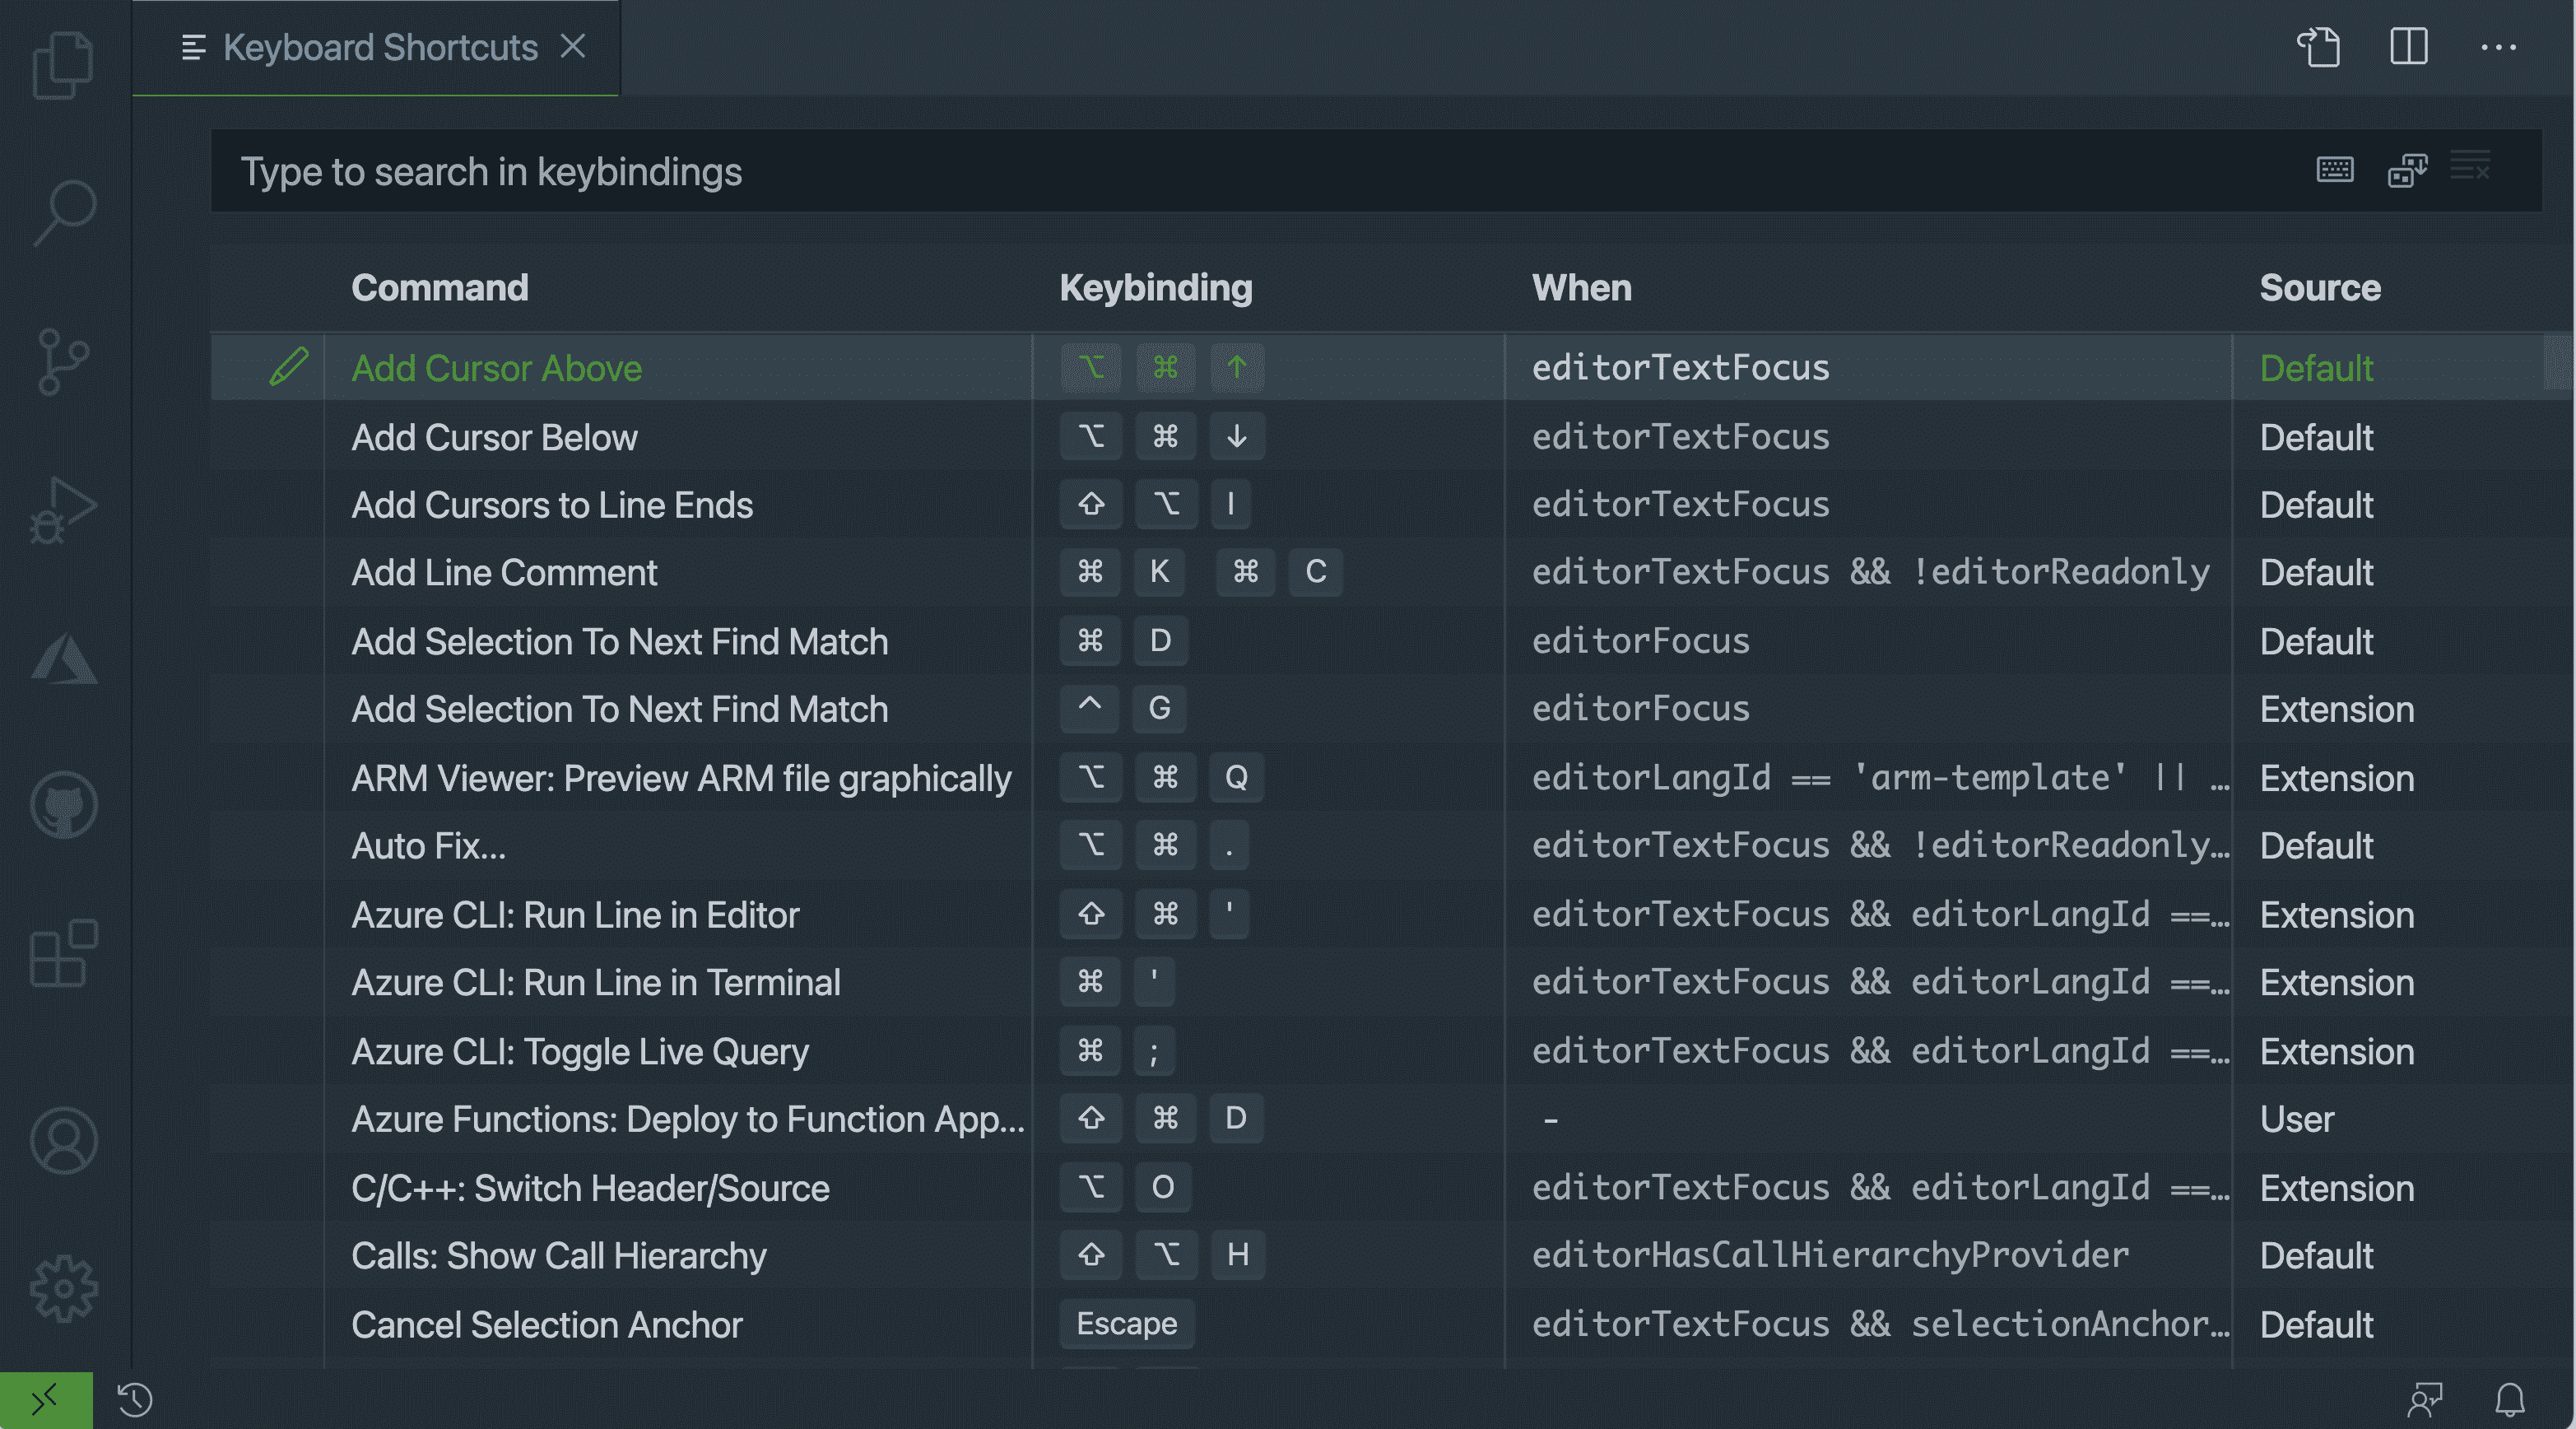 Keyboard Shortcuts
Type to search in keybindings
Command Keybinding When Source
Add Cursor Above ⌥ ⌘ ↑ editorTextFocus Default
Add Cursor Below ⌥ ⌘ ↓ editorTextFocus Default
Add Cursors to Line Ends ⇧ ⌥ I editorTextFocus Default
Add Line Comment ⌘ K ⌘ C editorTextFocus && !editorReadonly Default
Add Selection To Next Find Match ⌘ D editorFocus Default
Add Selection To Next Find Match ^ G editorFocus Extension
ARM Viewer: Preview ARM file graphically ⌥ ⌘ Q editorLangId == 'arm-template' || … Extension
Auto Fix... ⌥ ⌘ . editorTextFocus && !editorReadonly… Default
Azure CLI: Run Line in Editor ⇧ ⌘ ' editorTextFocus && editorLangId ==… Extension
Azure CLI: Run Line in Terminal ⌘ ' editorTextFocus && editorLangId ==… Extension
Azure CLI: Toggle Live Query ⌘ ; editorTextFocus && editorLangId ==… Extension
Azure Functions: Deploy to Function App... ⇧ ⌘ D - User
C/C++: Switch Header/Source ⌥ O editorTextFocus && editorLangId ==… Extension
Calls: Show Call Hierarchy ⇧ ⌥ H editorHasCallHierarchyProvider Default
Cancel Selection Anchor Escape editorTextFocus && selectionAnchor… Default